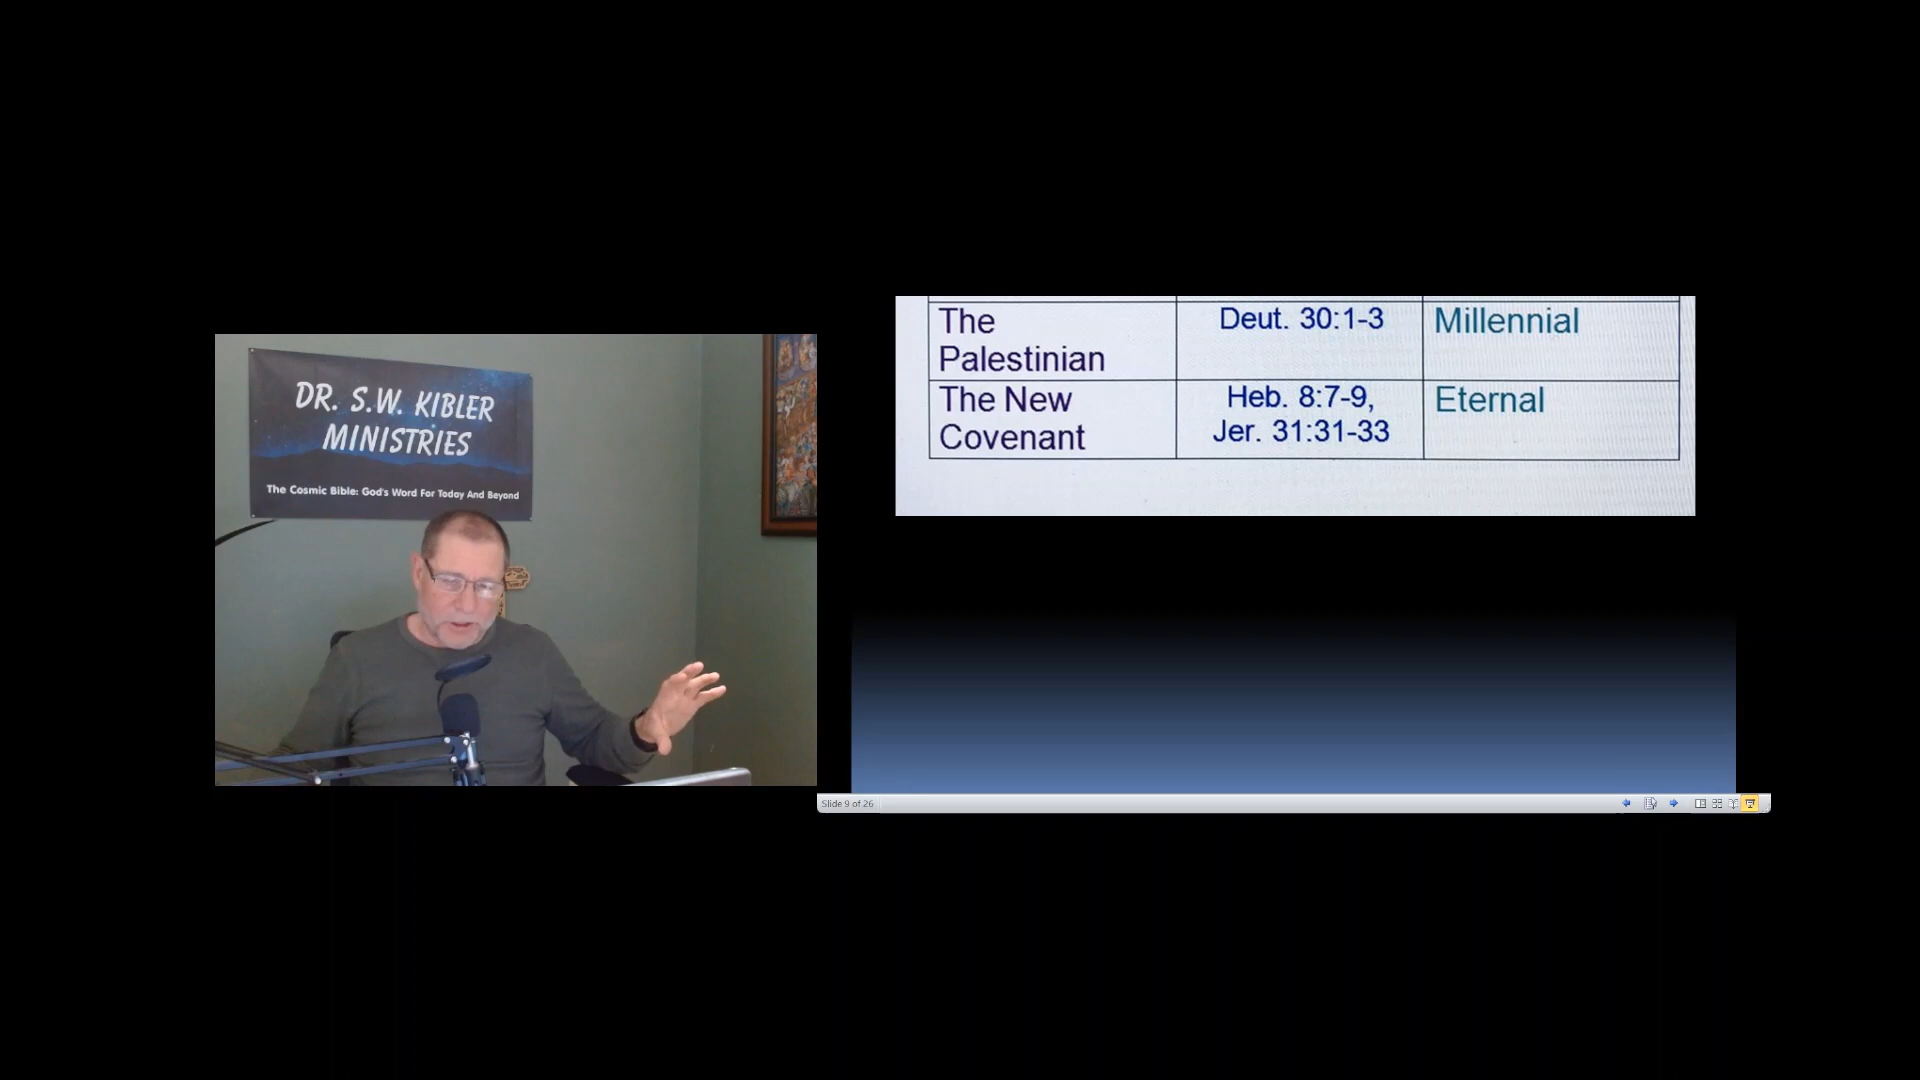 DR. S.W. KIBLER
MINISTRIES
The Cosmic Bible: God's Word For Today And Beyond
The
Palestinian
Deut. 30:1-3
Millennial
The New
Covenant
Heb. 8:7-9,
Jer. 31:31-33
Eternal
Slide 9 of 26